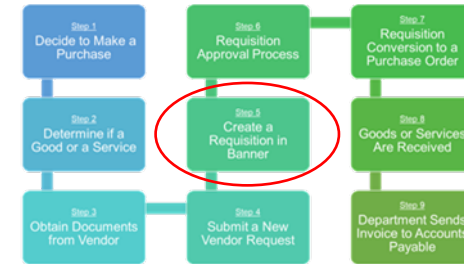 Step 1
Decide to Make a
Purchase
Step 2
Determine if a
Good or a Service
Step 3
Obtain Documents
from Vendor
Step 4
Submit a New
Vendor Request
Step 5
Create a
Requisition in
Banner
Step 6
Requisition
Approval Process
Step 7
Requisition
Conversion to a
Purchase Order
Step 8
Goods or Services
Are Received
Step 9
Department Sends
Invoice to Accounts
Payable